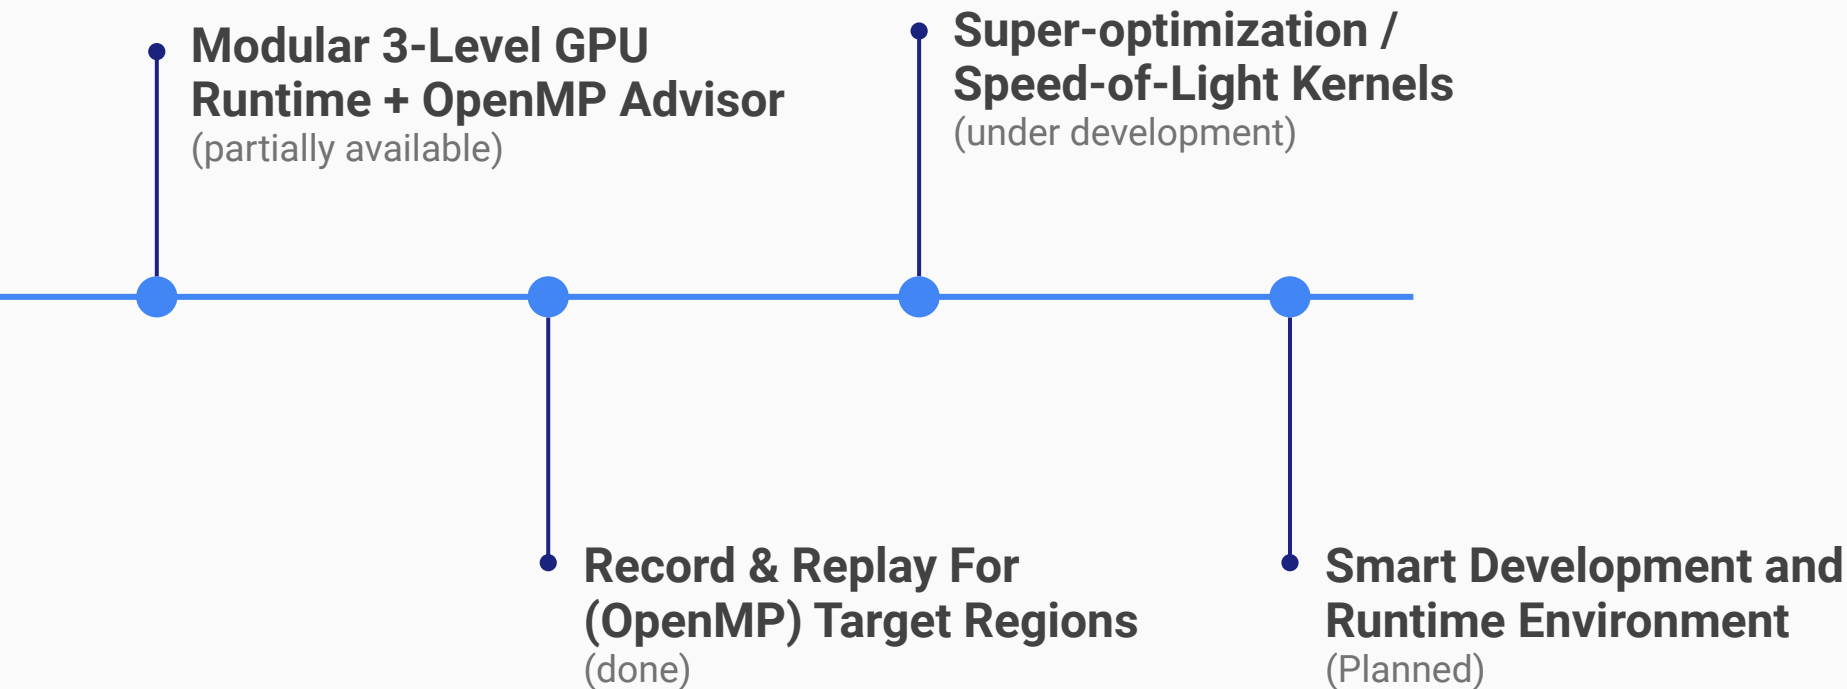 Modular 3-Level GPU
Runtime + OpenMP Advisor
(partially available)
Super-optimization /
Speed-of-Light Kernels
(under development)
Record & Replay For
(OpenMP) Target Regions
(done)
Smart Development and
Runtime Environment
(Planned)